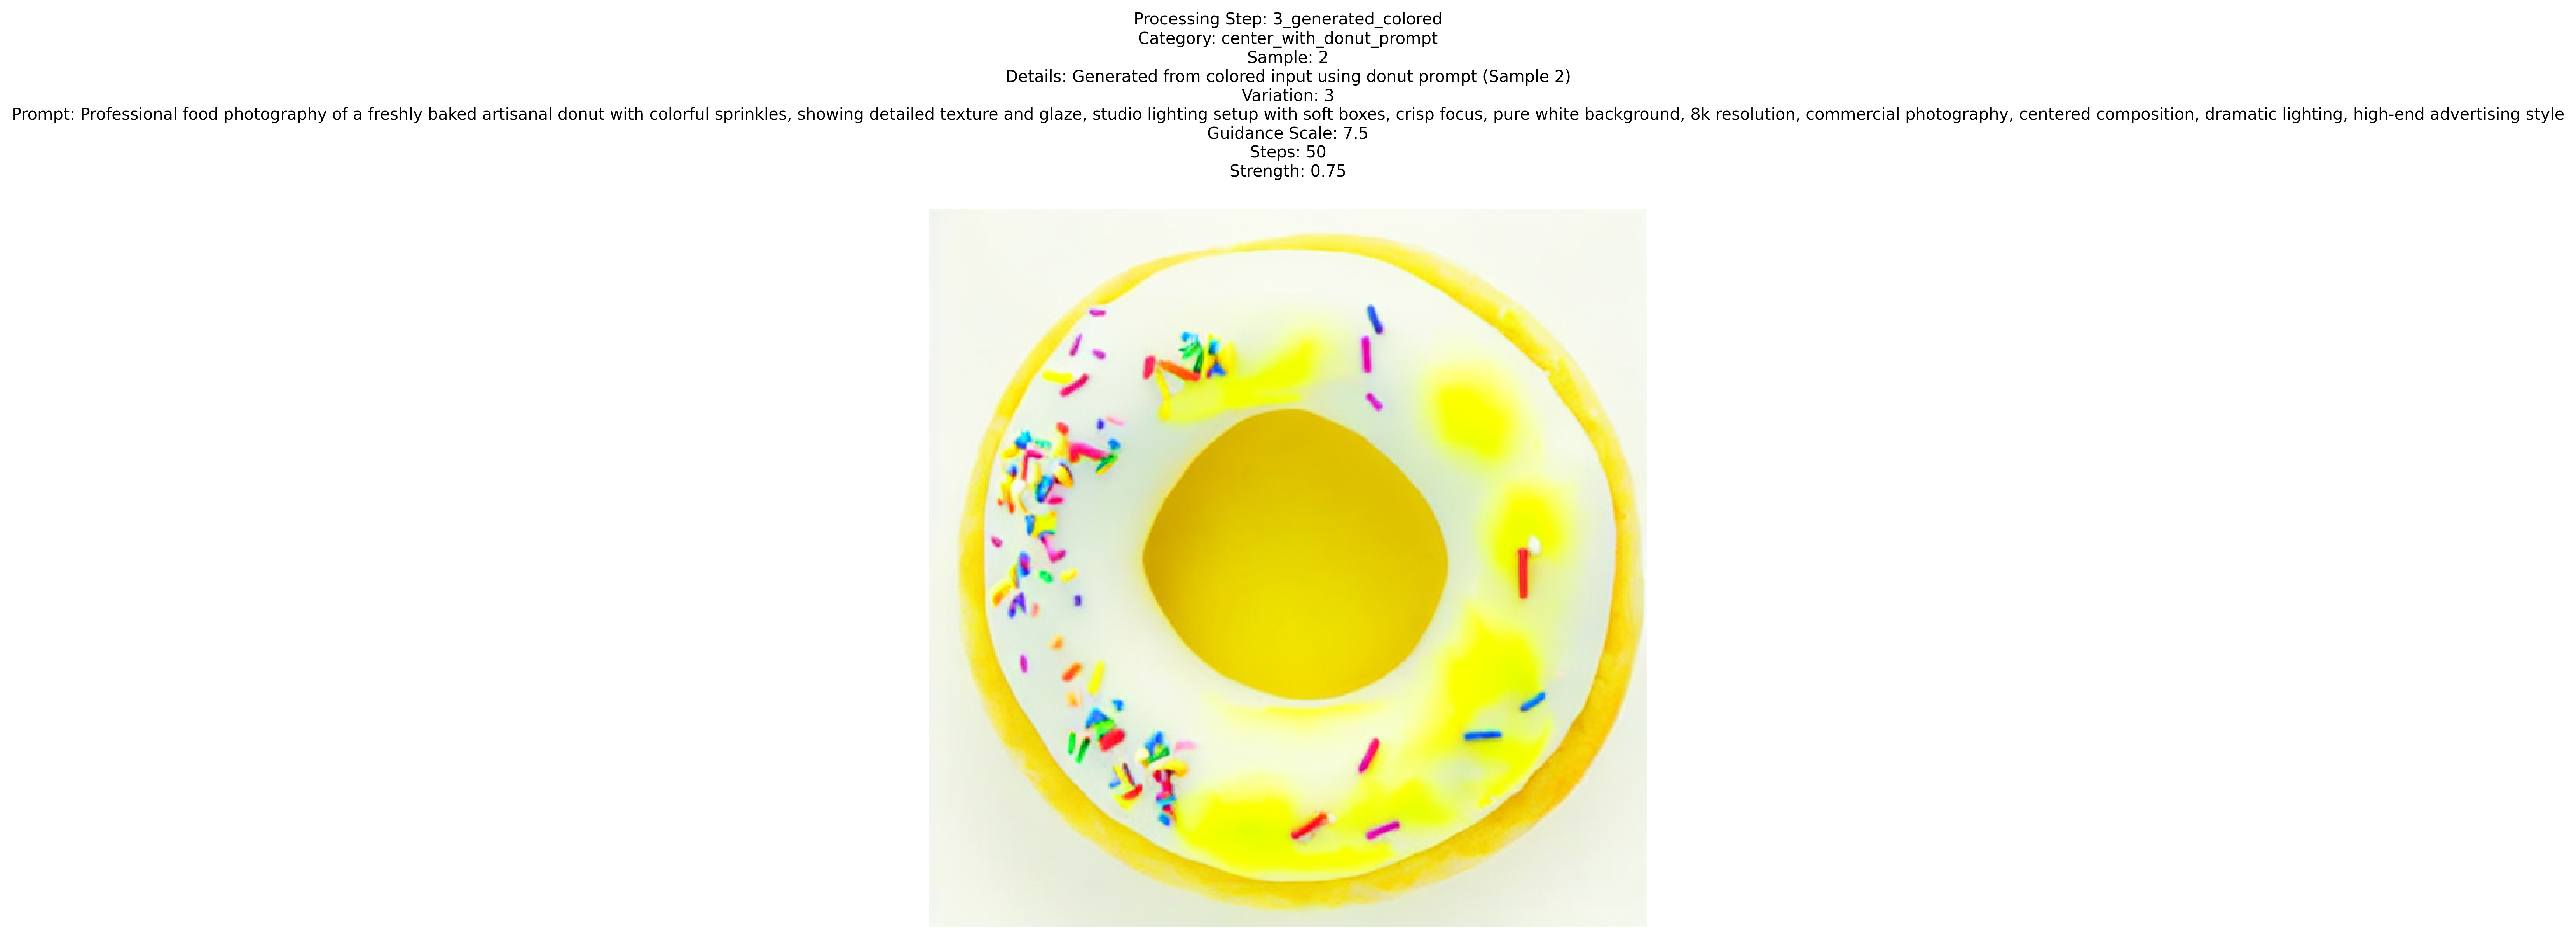 Processing Step: 3_generated_colored
Category: center_with_donut_prompt
Sample: 2
Details: Generated from colored input using donut prompt (Sample 2)
Variation: 3
Prompt: Professional food photography of a freshly baked artisanal donut with colorful sprinkles, showing detailed texture and glaze, studio lighting setup with soft boxes, crisp focus, pure white background, 8k resolution, commercial photography, centered composition, dramatic lighting, high-end advertising style
Guidance Scale: 7.5
Steps: 50
Strength: 0.75